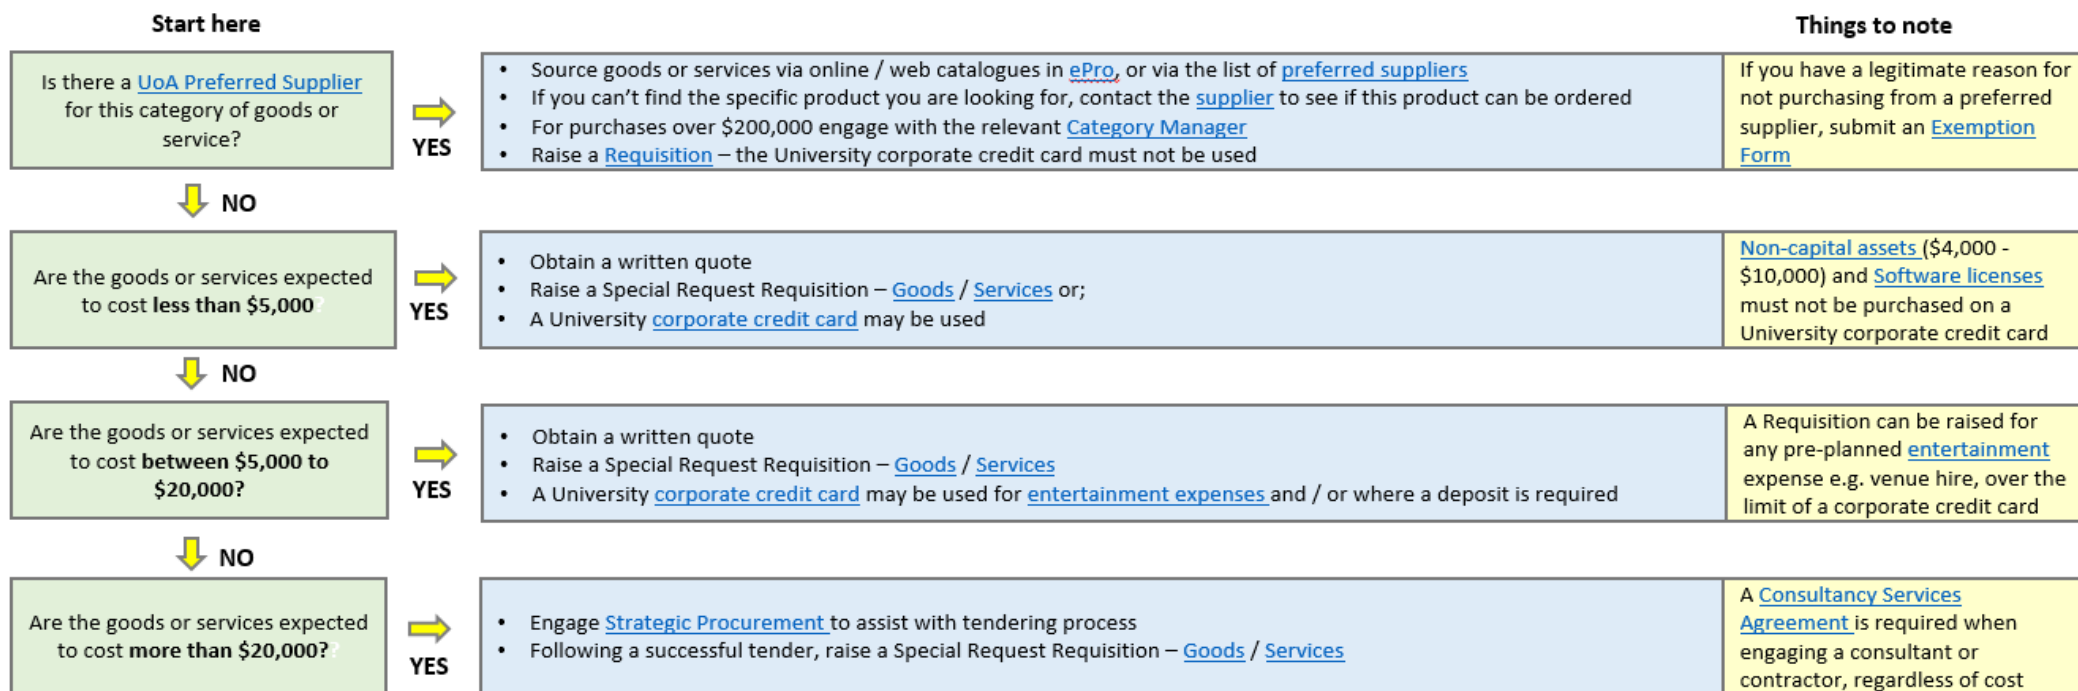 Start here
Things to note
Is there a UoA Preferred Supplier
for this category of goods or
service?
YES
• Source goods or services via online / web catalogues in ePro, or via the list of preferred suppliers
• If you can't find the specific product you are looking for, contact the supplier to see if this product can be ordered
• For purchases over $200,000 engage with the relevant Category Manager
• Raise a Requisition – the University corporate credit card must not be used
If you have a legitimate reason for
not purchasing from a preferred
supplier, submit an Exemption
Form
NO
Are the goods or services expected
to cost less than $5,000?
YES
• Obtain a written quote
• Raise a Special Request Requisition – Goods / Services or;
• A University corporate credit card may be used
Non-capital assets ($4,000 -
$10,000) and Software licenses
must not be purchased on a
University corporate credit card
NO
Are the goods or services expected
to cost between $5,000 to
$20,000?
YES
• Obtain a written quote
• Raise a Special Request Requisition – Goods / Services
• A University corporate credit card may be used for entertainment expenses and / or where a deposit is required
A Requisition can be raised for
any pre-planned entertainment
expense e.g. venue hire, over the
limit of a corporate credit card
NO
Are the goods or services expected
to cost more than $20,000??
YES
• Engage Strategic Procurement to assist with tendering process
• Following a successful tender, raise a Special Request Requisition – Goods / Services
A Consultancy Services
Agreement is required when
engaging a consultant or
contractor, regardless of cost